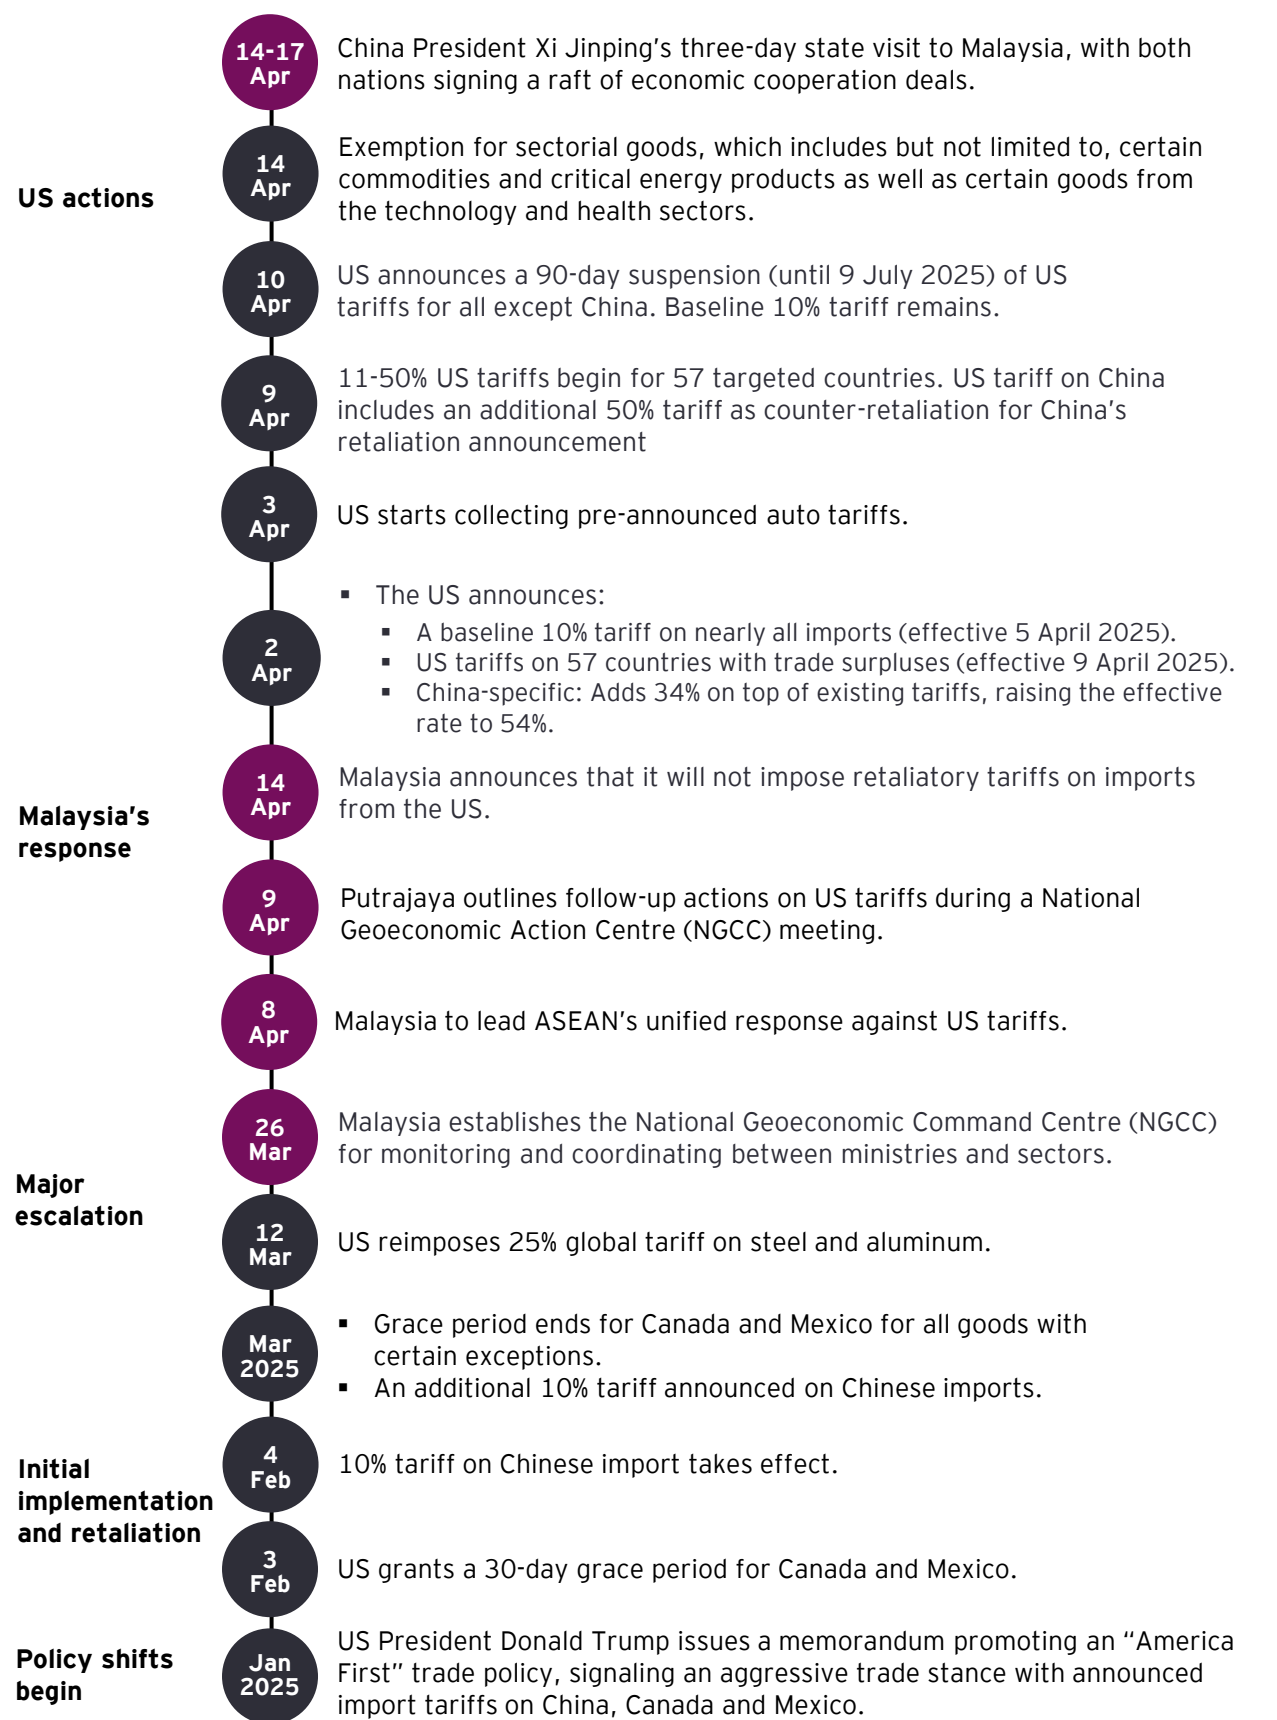 14-17
Apr
China President Xi Jinping's three-day state visit to Malaysia, with both
nations signing a raft of economic cooperation deals.
US actions
14
Apr
Exemption for sectorial goods, which includes but not limited to, certain
commodities and critical energy products as well as certain goods from
the technology and health sectors.
10
Apr
US announces a 90-day suspension (until 9 July 2025) of US
tariffs for all except China. Baseline 10% tariff remains.
9
Apr
11-50% US tariffs begin for 57 targeted countries. US tariff on China
includes an additional 50% tariff as counter-retaliation for China's
retaliation announcement
3
Apr
US starts collecting pre-announced auto tariffs.
2
Apr
▪ The US announces:
▪ A baseline 10% tariff on nearly all imports (effective 5 April 2025).
▪ US tariffs on 57 countries with trade surpluses (effective 9 April 2025).
▪ China-specific: Adds 34% on top of existing tariffs, raising the effective
rate to 54%.
Malaysia's
response
14
Apr
Malaysia announces that it will not impose retaliatory tariffs on imports
from the US.
9
Apr
Putrajaya outlines follow-up actions on US tariffs during a National
Geoeconomic Action Centre (NGCC) meeting.
8
Apr
Malaysia to lead ASEAN's unified response against US tariffs.
26
Mar
Malaysia establishes the National Geoeconomic Command Centre (NGCC)
for monitoring and coordinating between ministries and sectors.
Major
escalation
12
Mar
US reimposes 25% global tariff on steel and aluminum.
Mar
2025
▪ Grace period ends for Canada and Mexico for all goods with
certain exceptions.
▪ An additional 10% tariff announced on Chinese imports.
Initial
implementation
and retaliation
4
Feb
10% tariff on Chinese import takes effect.
3
Feb
US grants a 30-day grace period for Canada and Mexico.
Policy shifts
begin
Jan
2025
US President Donald Trump issues a memorandum promoting an “America
First” trade policy, signaling an aggressive trade stance with announced
import tariffs on China, Canada and Mexico.